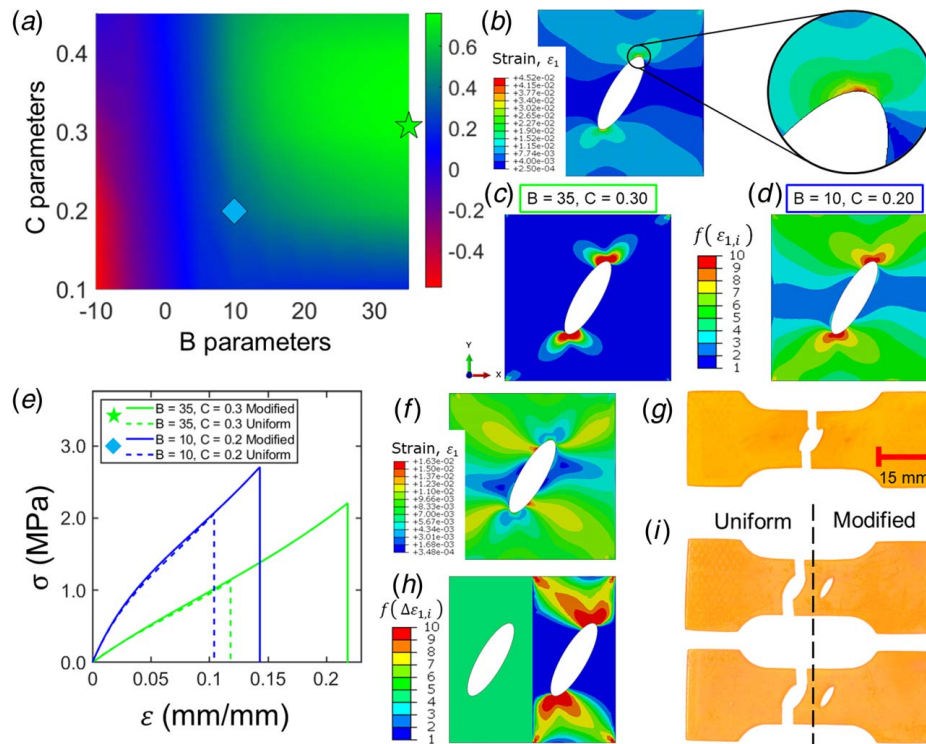 (a)
C parameters
0.4
0.3
0.2
0.1
-10
0
10
20
30
B parameters
0.6
0.4
0.2
0
-0.2
-0.4
(b)
Strain, ε₁
+4.52e-02
+4.15e-02
+3.77e-02
+3.40e-02
+3.02e-02
+2.65e-02
+2.27e-02
+1.90e-02
+1.52e-02
+1.15e-02
+7.74e-03
+4.00e-03
+2.50e-04
(c)
B = 35, C = 0.30
Y
X
(d)
B = 10, C = 0.20
f(ε₁,ᵢ)
10
9
8
7
6
5
4
3
2
1
(e)
B = 35, C = 0.3 Modified
B = 35, C = 0.3 Uniform
B = 10, C = 0.2 Modified
B = 10, C = 0.2 Uniform
σ (MPa)
3.0
2.0
1.0
0.0
0
0.05
0.1
0.15
0.2
ε (mm/mm)
(f)
Strain, ε₁
+1.63e-02
+1.50e-02
+1.37e-02
+1.23e-02
+1.10e-02
+9.66e-03
+8.33e-03
+7.00e-03
+5.67e-03
+4.34e-03
+3.01e-03
+1.68e-03
+3.48e-04
(g)
15 mm
(h)
f(Δε₁,ᵢ)
10
9
8
7
6
5
4
3
2
1
(i)
Uniform
Modified